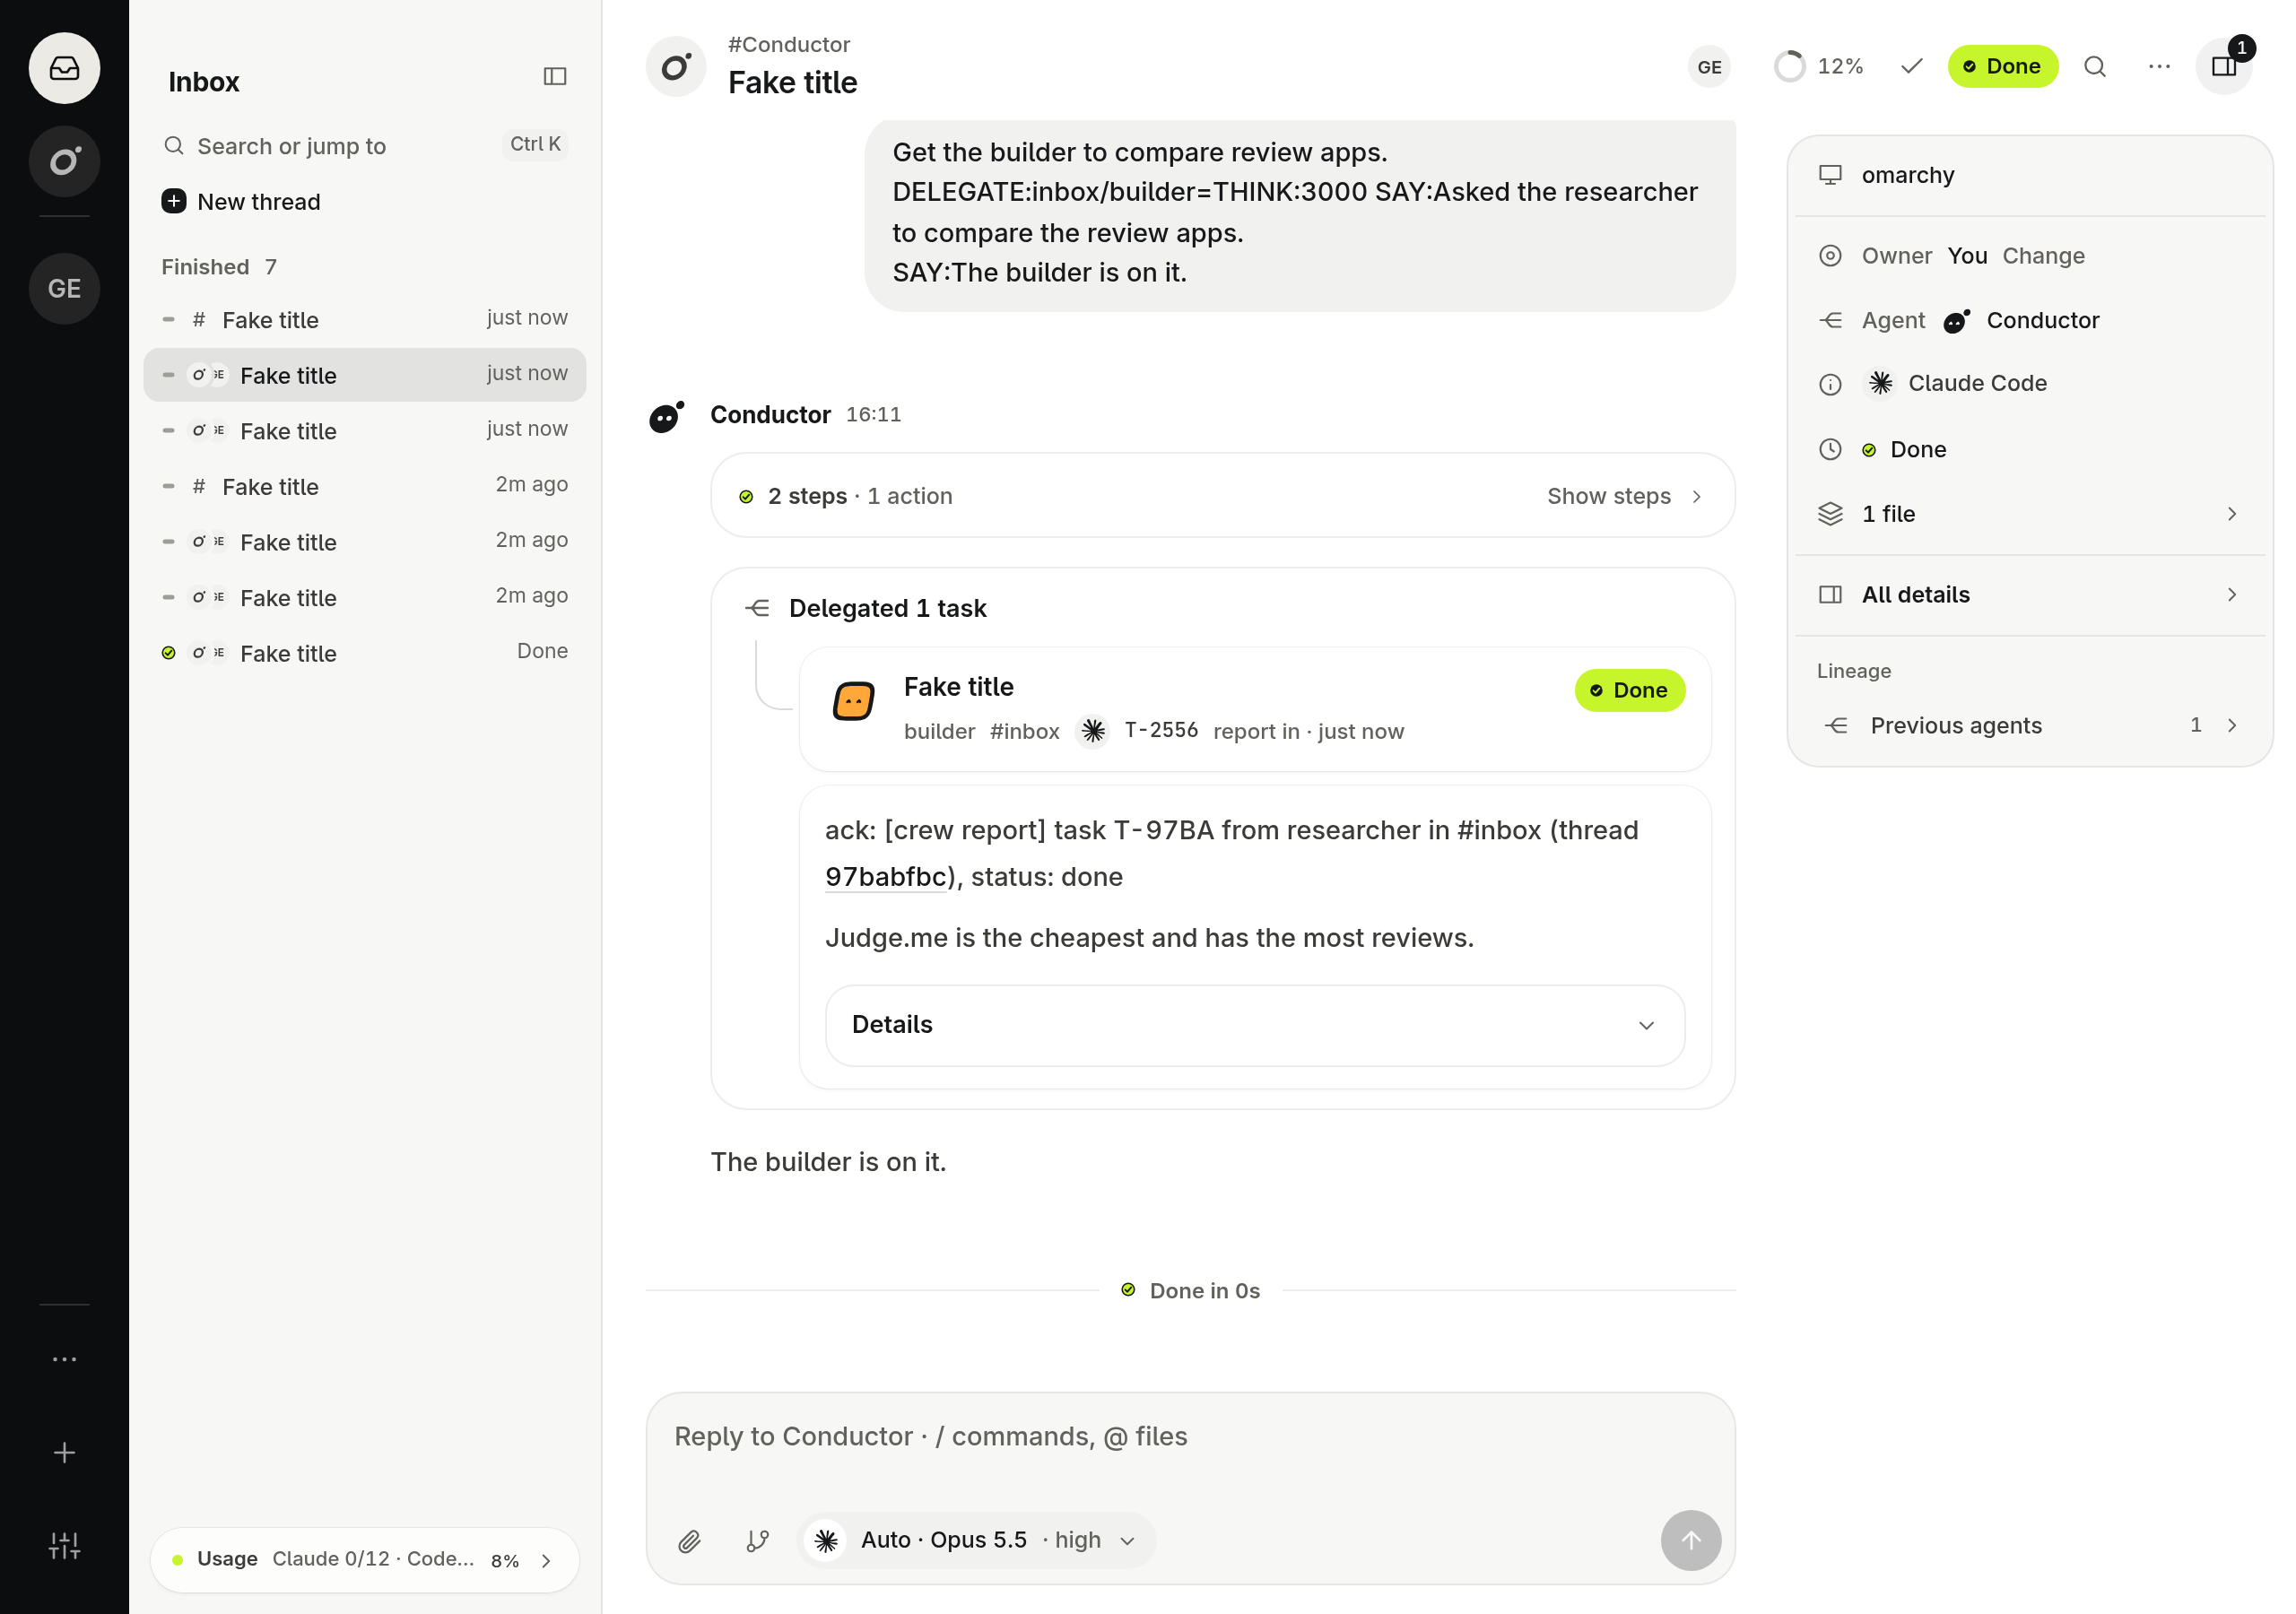 Inbox
Search or jump to
Ctrl K
New thread
GE
Finished 7
# Fake title just now
GE Fake title just now
GE Fake title just now
# Fake title 2m ago
GE Fake title 2m ago
GE Fake title 2m ago
GE Fake title Done
Usage Claude 0/12 · Code... 8%
#Conductor
Fake title
GE
12%
Done
1
Get the builder to compare review apps.
DELEGATE:inbox/builder=THINK:3000 SAY:Asked the researcher
to compare the review apps.
SAY:The builder is on it.
Conductor 16:11
2 steps · 1 action
Show steps
Delegated 1 task
Fake title
Done
builder #inbox T-2556 report in · just now
ack: [crew report] task T-97BA from researcher in #inbox (thread
97babfbc), status: done
Judge.me is the cheapest and has the most reviews.
Details
The builder is on it.
Done in 0s
Reply to Conductor · / commands, @ files
Auto · Opus 5.5 · high
omarchy
Owner You Change
Agent Conductor
Claude Code
Done
1 file
All details
Lineage
Previous agents 1